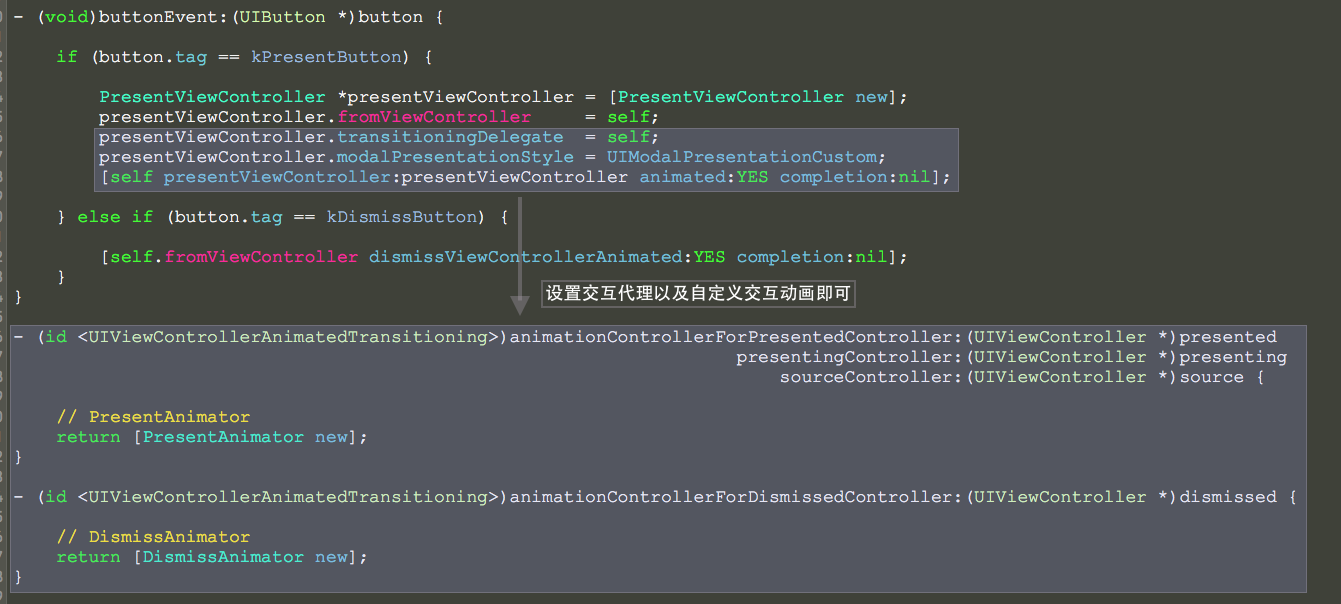 - (void)buttonEvent:(UIButton *)button {
if (button.tag == kPresentButton) {
PresentViewController *presentViewController = [PresentViewController new];
presentViewController.fromViewController     = self;
presentViewController.transitioningDelegate  = self;
presentViewController.modalPresentationStyle = UIModalPresentationCustom;
[self presentViewController:presentViewController animated:YES completion:nil];
} else if (button.tag == kDismissButton) {
[self.fromViewController dismissViewControllerAnimated:YES completion:nil];
}
设置交互代理以及自定义交互动画即可
}
- (id <UIViewControllerAnimatedTransitioning>)animationControllerForPresentedController:(UIViewController *)presented
presentingController:(UIViewController *)presenting
sourceController:(UIViewController *)source {
// PresentAnimator
return [PresentAnimator new];
}
- (id <UIViewControllerAnimatedTransitioning>)animationControllerForDismissedController:(UIViewController *)dismissed {
// DismissAnimator
return [DismissAnimator new];
}